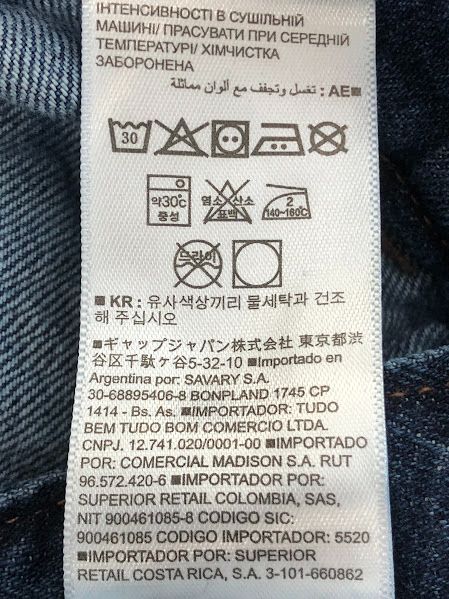 ІНТЕНСИВНОСТІ В СУШІЛЬНІЙ
МАШИНІ/ ПРАСУВАТИ ПРИ СЕРЕДНІЙ
ТЕМПЕРАТУРІ/ ХІМЧИСТКА
ЗАБОРОНЕНА
■AE : تغسل وتجفف مع ألوان مماثلة
30
약30℃
중성
염소 산소
표백
2
140~160℃
드라이
■ KR : 유사색상끼리 물세탁과 건조
해 주십시오
■ギャップジャパン株式会社 東京都渋
谷区千駄ヶ谷5-32-10 ■Importado en
Argentina por: SAVARY S.A.
30-68895406-8 BONPLAND 1745 CP
1414 - Bs. As. ■IMPORTADOR: TUDO
BEM TUDO BOM COMERCIO LTDA.
CNPJ. 12.741.020/0001-00 ■IMPORTADO
POR: COMERCIAL MADISON S.A. RUT
96.572.420-6 ■IMPORTADOR POR:
SUPERIOR RETAIL COLOMBIA, SAS,
NIT 900461085-8 CODIGO SIC:
900461085 CODIGO IMPORTADOR: 5520
■IMPORTADOR POR: SUPERIOR
RETAIL COSTA RICA, S.A. 3-101-660862